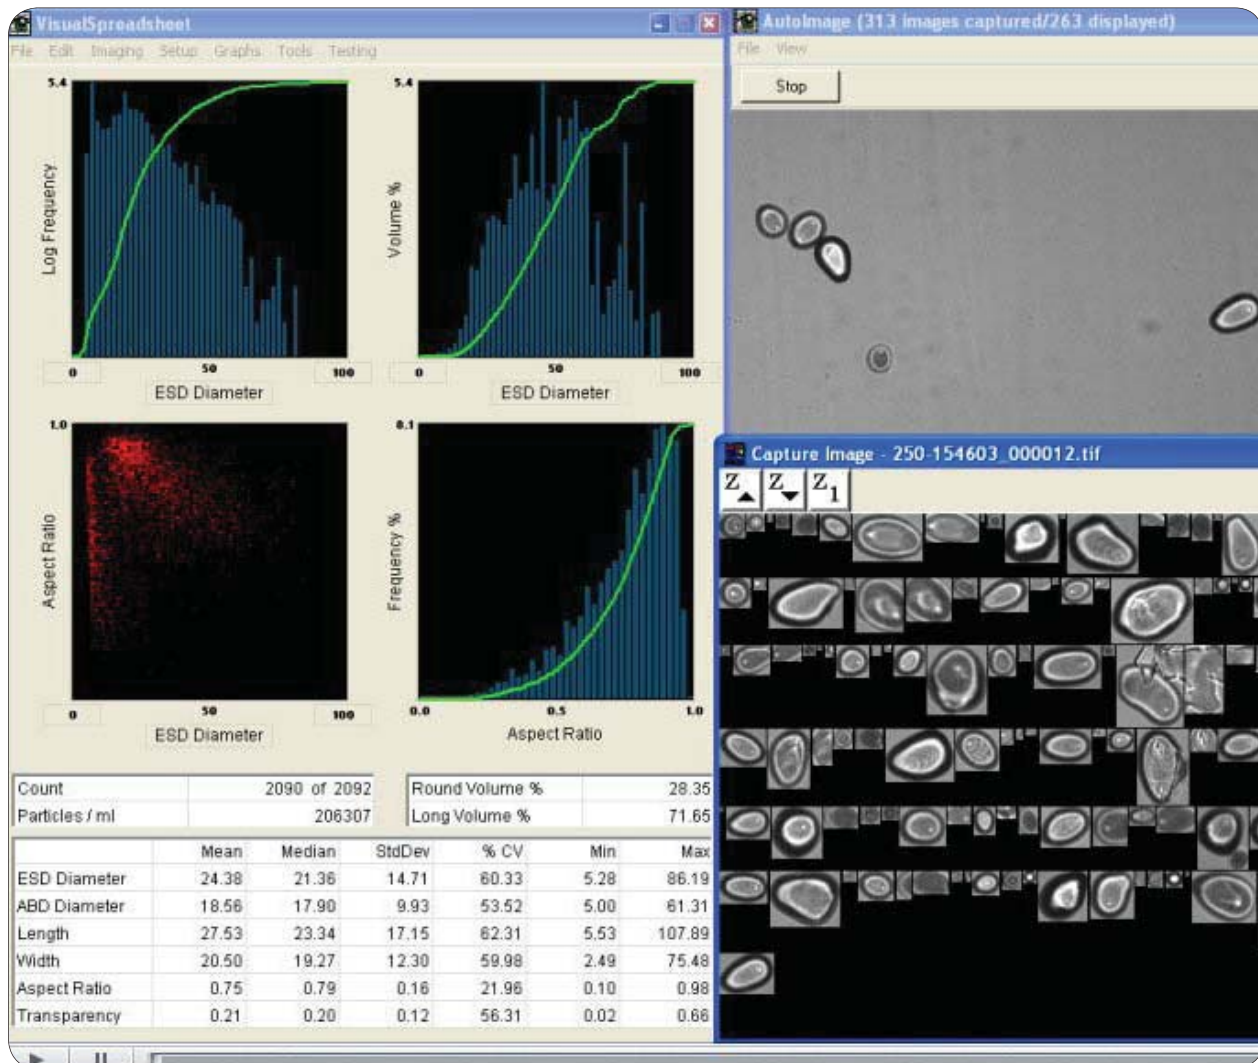 VisualSpreadsheet
File Edit Imaging Setup Graphs Tools Testing
5.4
Log Frequency
0 50 100
ESD Diameter
5.4
Volume %
0 50 100
ESD Diameter
1.0
Aspect Ratio
0 50 100
ESD Diameter
8.1
Frequency %
0.0 0.5 1.0
Aspect Ratio
Count 2090 of 2092
Particles / ml 206307
Round Volume % 28.35
Long Volume % 71.65
Mean Median StdDev % CV Min Max
ESD Diameter 24.38 21.36 14.71 60.33 5.28 86.19
ABD Diameter 18.56 17.90 9.93 53.52 5.00 61.31
Length 27.53 23.34 17.15 62.31 5.53 107.89
Width 20.50 19.27 12.30 59.98 2.49 75.48
Aspect Ratio 0.75 0.79 0.16 21.96 0.10 0.98
Transparency 0.21 0.20 0.12 56.31 0.02 0.66
AutoImage (313 images captured/263 displayed)
File View
Stop
Capture Image - 250-154603_000012.tif
Z Z Z1